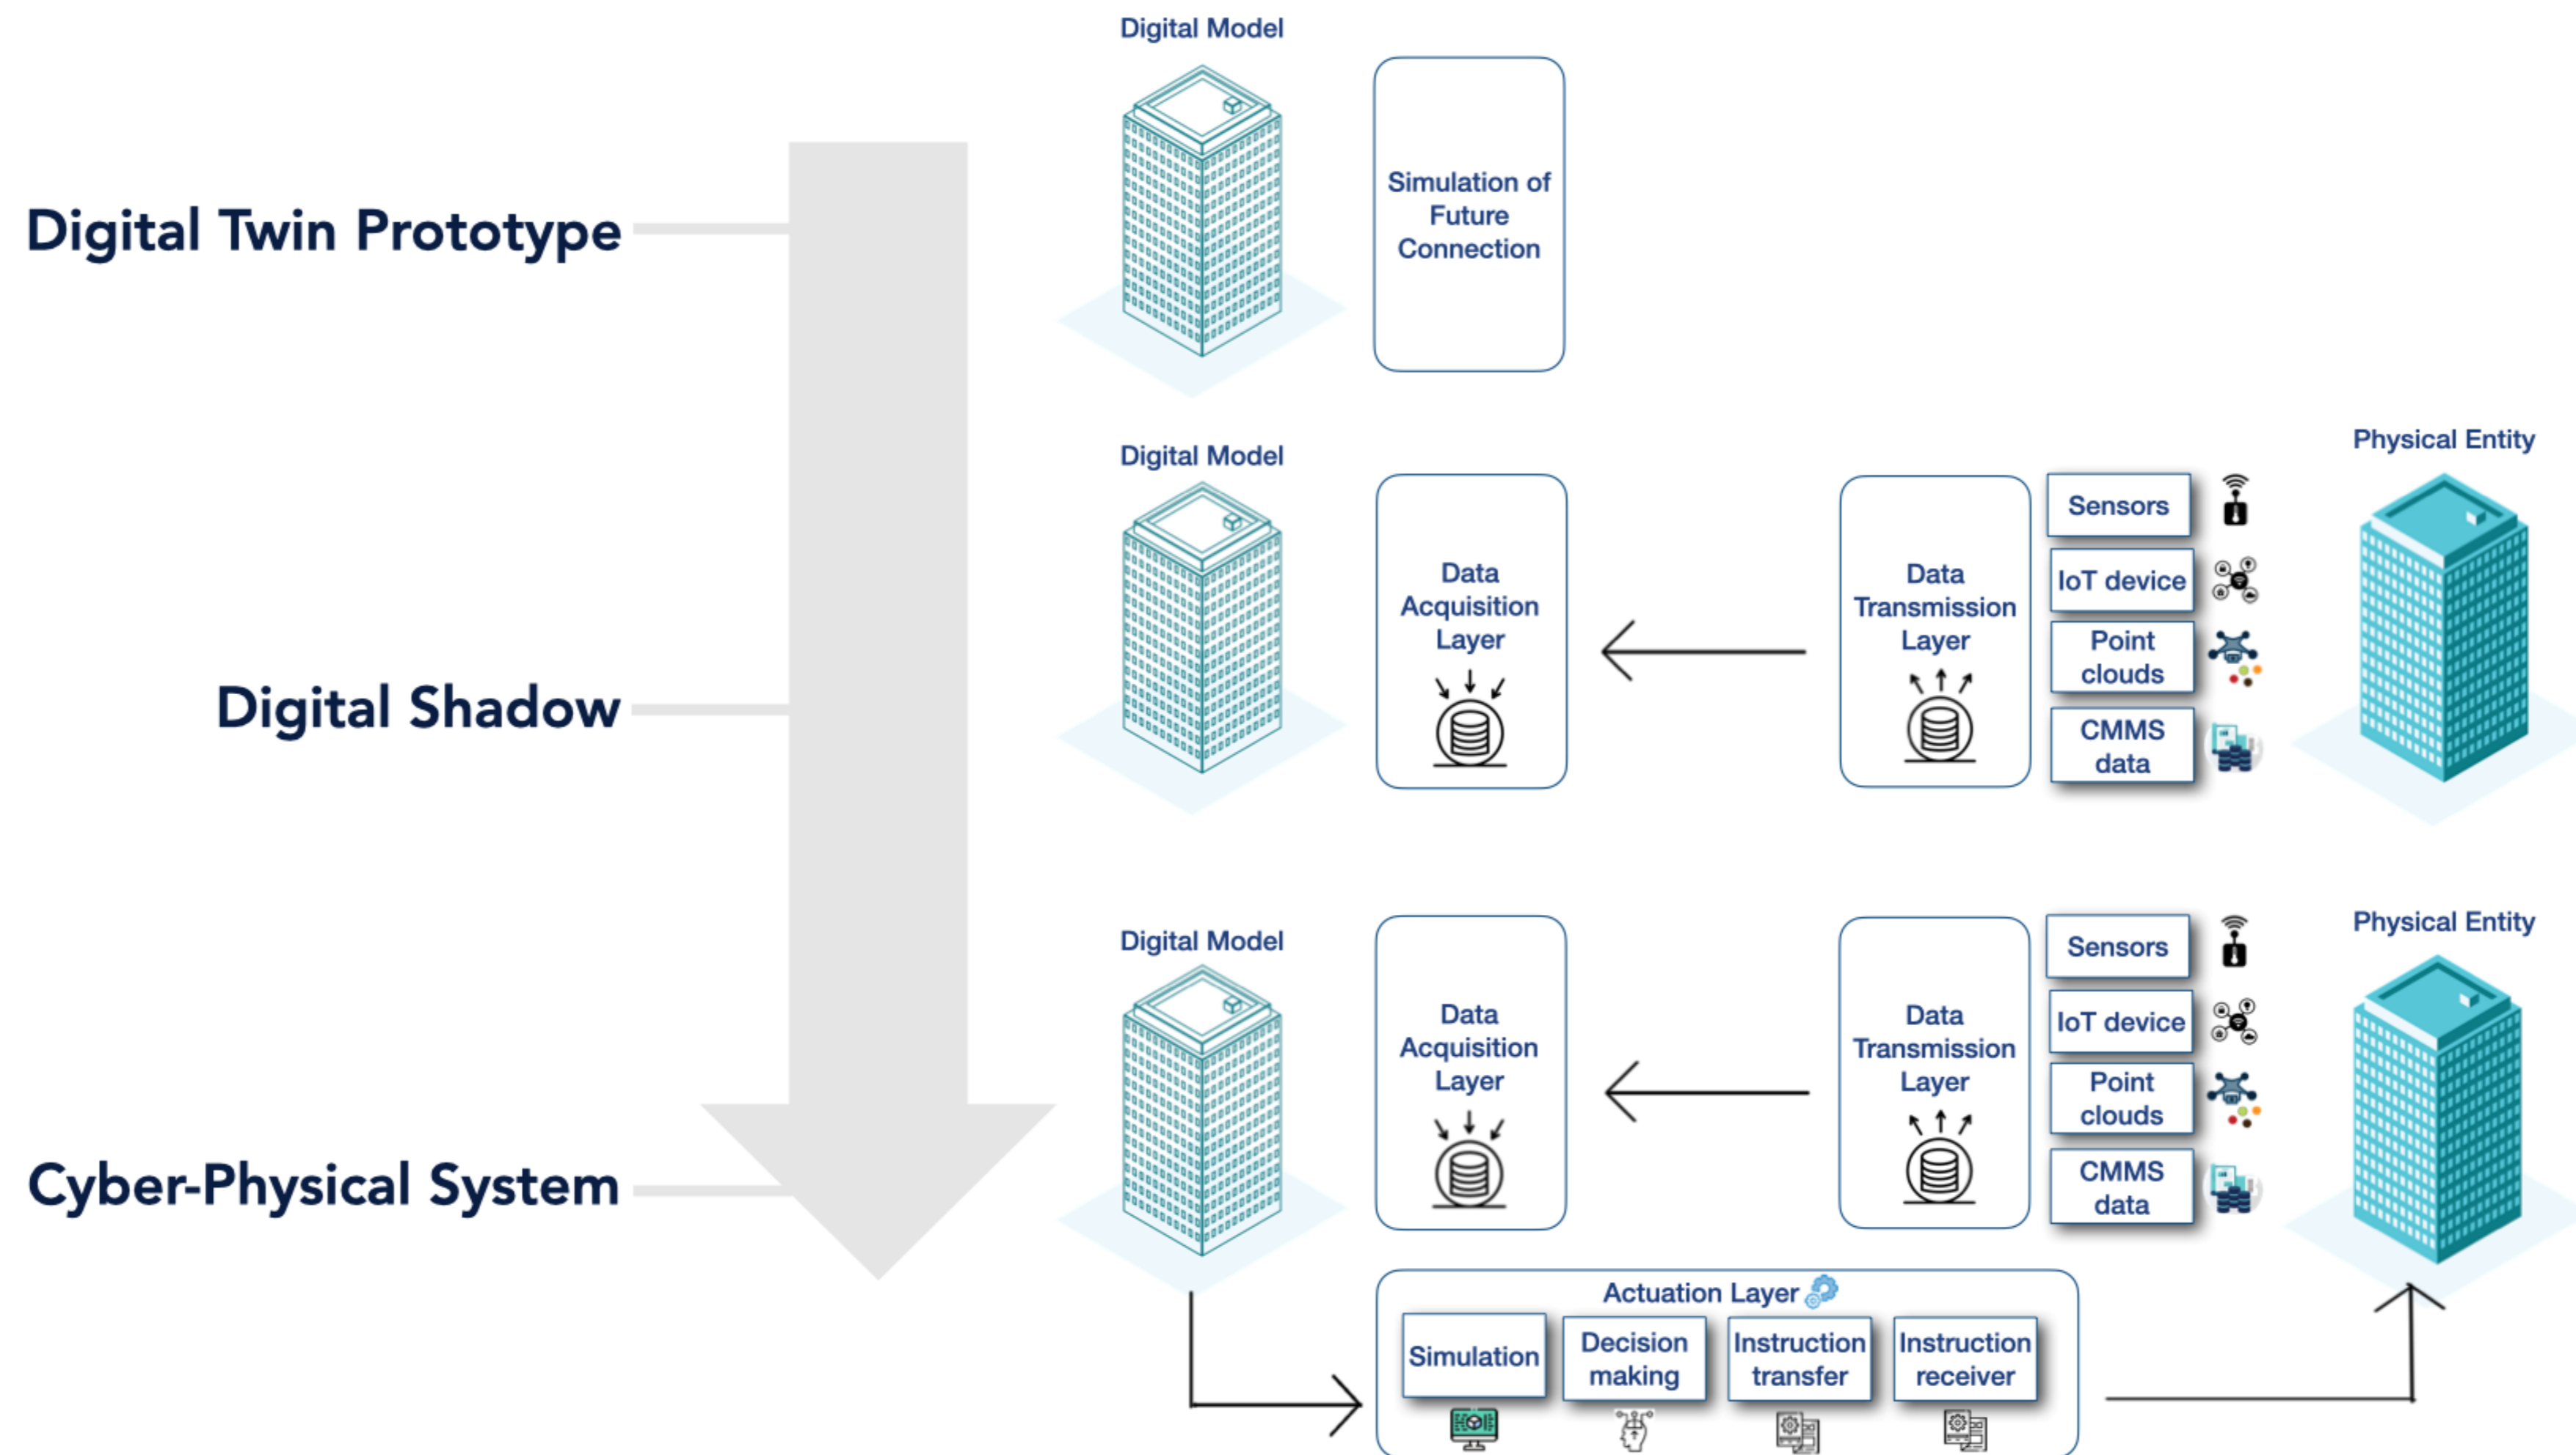 Digital Twin Prototype
Digital Model
Simulation of
Future
Connection
Digital Shadow
Digital Model
Data
Acquisition
Layer
Data
Transmission
Layer
Sensors
IoT device
Point
clouds
CMMS
data
Physical Entity
Cyber-Physical System
Digital Model
Data
Acquisition
Layer
Data
Transmission
Layer
Sensors
IoT device
Point
clouds
CMMS
data
Physical Entity
Actuation Layer
Simulation
Decision
making
Instruction
transfer
Instruction
receiver